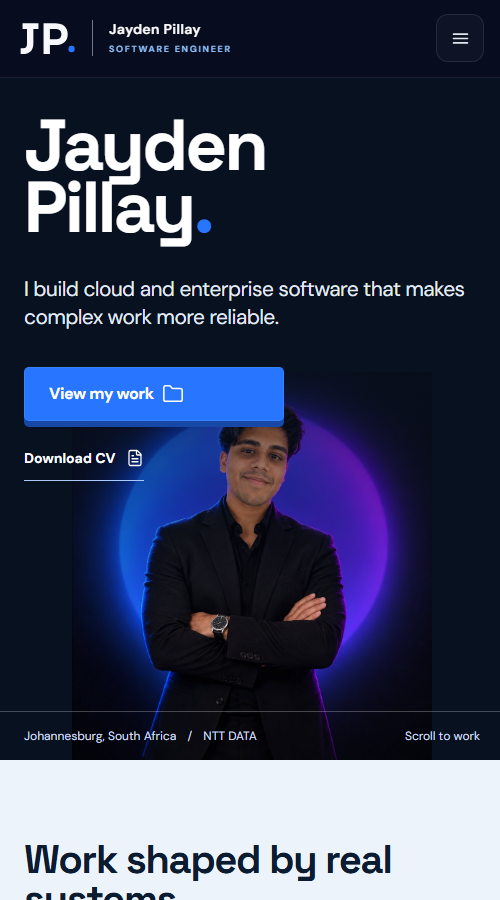 JP.
Jayden Pillay
SOFTWARE ENGINEER
Jayden
Pillay.
I build cloud and enterprise software that makes
complex work more reliable.
View my work
Download CV
Johannesburg, South Africa / NTT DATA
Scroll to work
Work shaped by real
systems